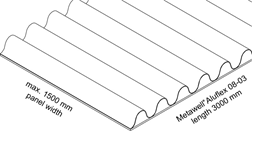 max. 1500 mm
panel width
Metawell® Aluflex 08-03
length 3000 mm